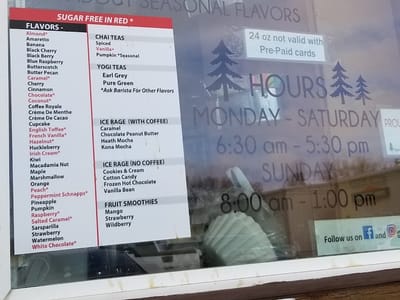 ABOUT SEASONAL FLAVORS
SUGAR FREE IN RED *
FLAVORS -
Almond*
Amaretto
Banana
Black Cherry
Black Berry
Blue Raspberry
Butterscotch
Butter Pecan
Caramel*
Cherry
Cinnamon
Chocolate*
Coconut*
Coffee Royale
Crème De Menthe
Crème De Cacao
Cupcake
English Toffee*
French Vanilla*
Hazelnut*
Huckleberry
Irish Cream*
Kiwi
Macadamia Nut
Maple
Marshmallow
Orange
Peach*
Peppermint Schnapps*
Pineapple
Pumpkin
Raspberry*
Salted Caramel*
Sarsparilla
Strawberry
Watermelon
White Chocolate*
CHAI TEAS
Spiced
Vanilla*
Pumpkin *Seasonal
YOGI TEAS
Earl Grey
Pure Green
*Ask Barista For Other Flavors
ICE RAGE (WITH COFFEE)
Caramel
Chocolate Peanut Butter
Heath Mocha
Kona Mocha
ICE RAGE (NO COFFEE)
Cookies & Cream
Cotton Candy
Frozen Hot Chocolate
Vanilla Bean
FRUIT SMOOTHIES
Mango
Strawberry
Wildberry
24 oz not valid with
Pre-Paid cards
HOURS
MONDAY - SATURDAY
6:30 am - 5:30 pm
SUNDAY
8:00 am - 1:00 pm
Follow us